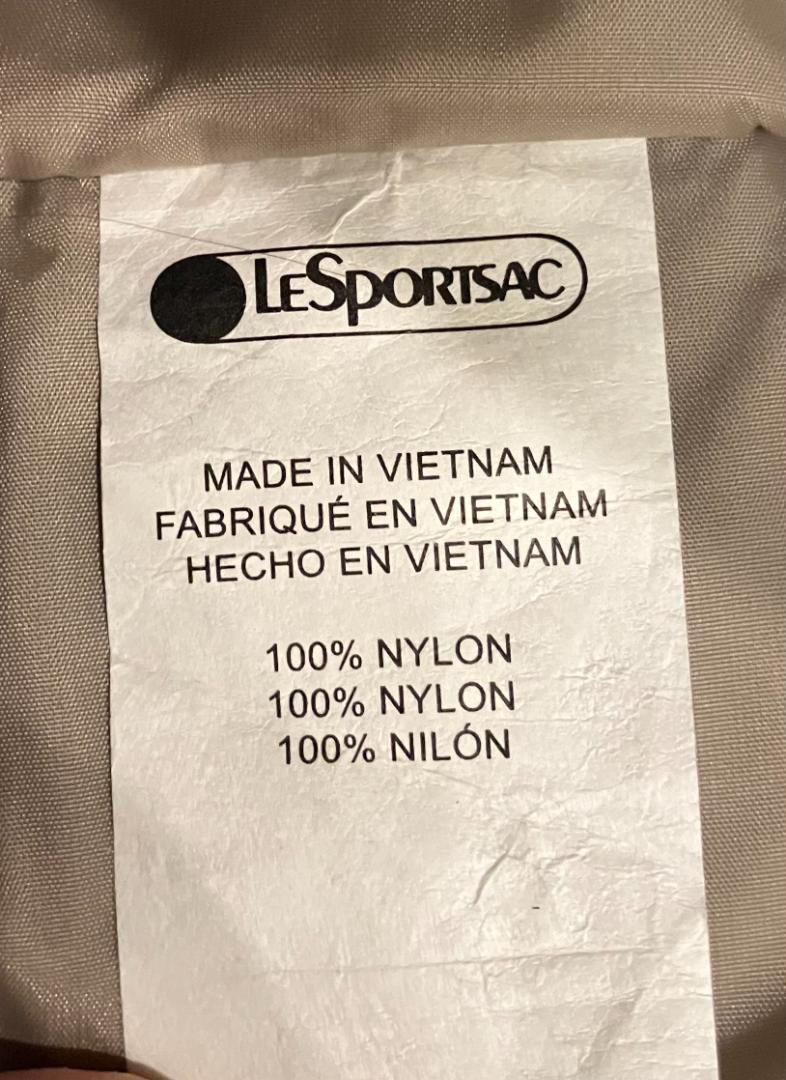 LESPORTSAC
MADE IN VIETNAM
FABRIQUÉ EN VIETNAM
HECHO EN VIETNAM
100% NYLON
100% NYLON
100% NILÓN